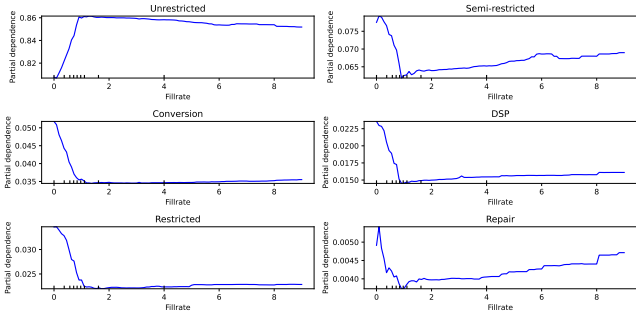 Unrestricted
Partial dependence
0.86
0.84
0.82
0 2 4 6 8
Fillrate
Semi-restricted
Partial dependence
0.075
0.070
0.065
0 2 4 6 8
Fillrate
Conversion
Partial dependence
0.050
0.045
0.040
0.035
0 2 4 6 8
Fillrate
DSP
Partial dependence
0.0225
0.0200
0.0175
0.0150
0 2 4 6 8
Fillrate
Restricted
Partial dependence
0.030
0.025
0 2 4 6 8
Fillrate
Repair
Partial dependence
0.0050
0.0045
0.0040
0 2 4 6 8
Fillrate